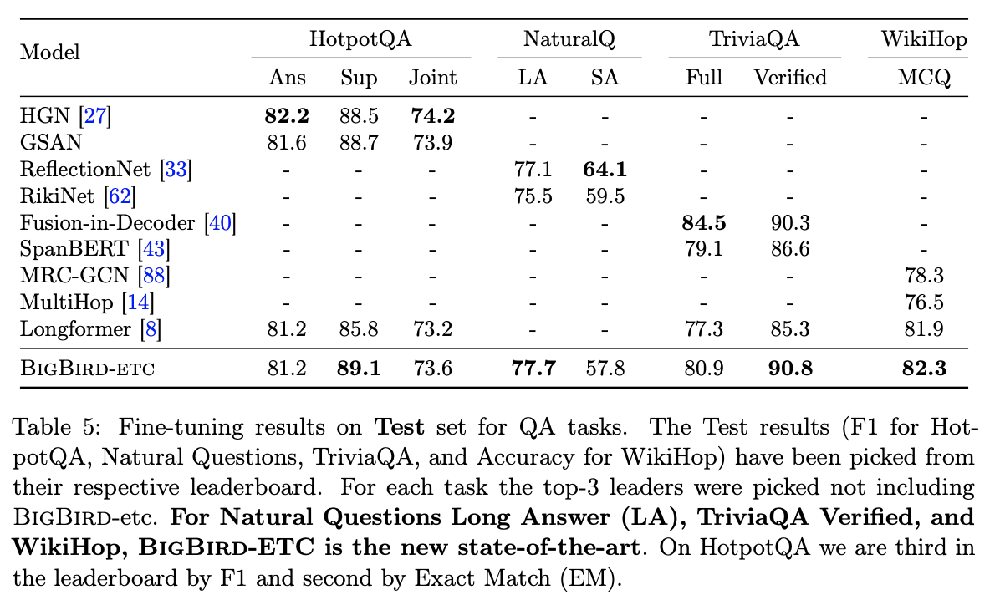 Model HotpotQA NaturalQ TriviaQA WikiHop
Ans Sup Joint LA SA Full Verified MCQ
HGN [27] 82.2 88.5 74.2 - - - - -
GSAN 81.6 88.7 73.9 - - - - -
ReflectionNet [33] - - - 77.1 64.1 - - -
RikiNet [62] - - - 75.5 59.5 - - -
Fusion-in-Decoder [40] - - - - - 84.5 90.3 -
SpanBERT [43] - - - - - 79.1 86.6 -
MRC-GCN [88] - - - - - - - 78.3
MultiHop [14] - - - - - - - 76.5
Longformer [8] 81.2 85.8 73.2 - - 77.3 85.3 81.9
BIGBIRD-ETC 81.2 89.1 73.6 77.7 57.8 80.9 90.8 82.3
Table 5: Fine-tuning results on Test set for QA tasks. The Test results (F1 for Hot-
potQA, Natural Questions, TriviaQA, and Accuracy for WikiHop) have been picked from
their respective leaderboard. For each task the top-3 leaders were picked not including
BIGBIRD-etc. For Natural Questions Long Answer (LA), TriviaQA Verified, and
WikiHop, BIGBIRD-ETC is the new state-of-the-art. On HotpotQA we are third in
the leaderboard by F1 and second by Exact Match (EM).